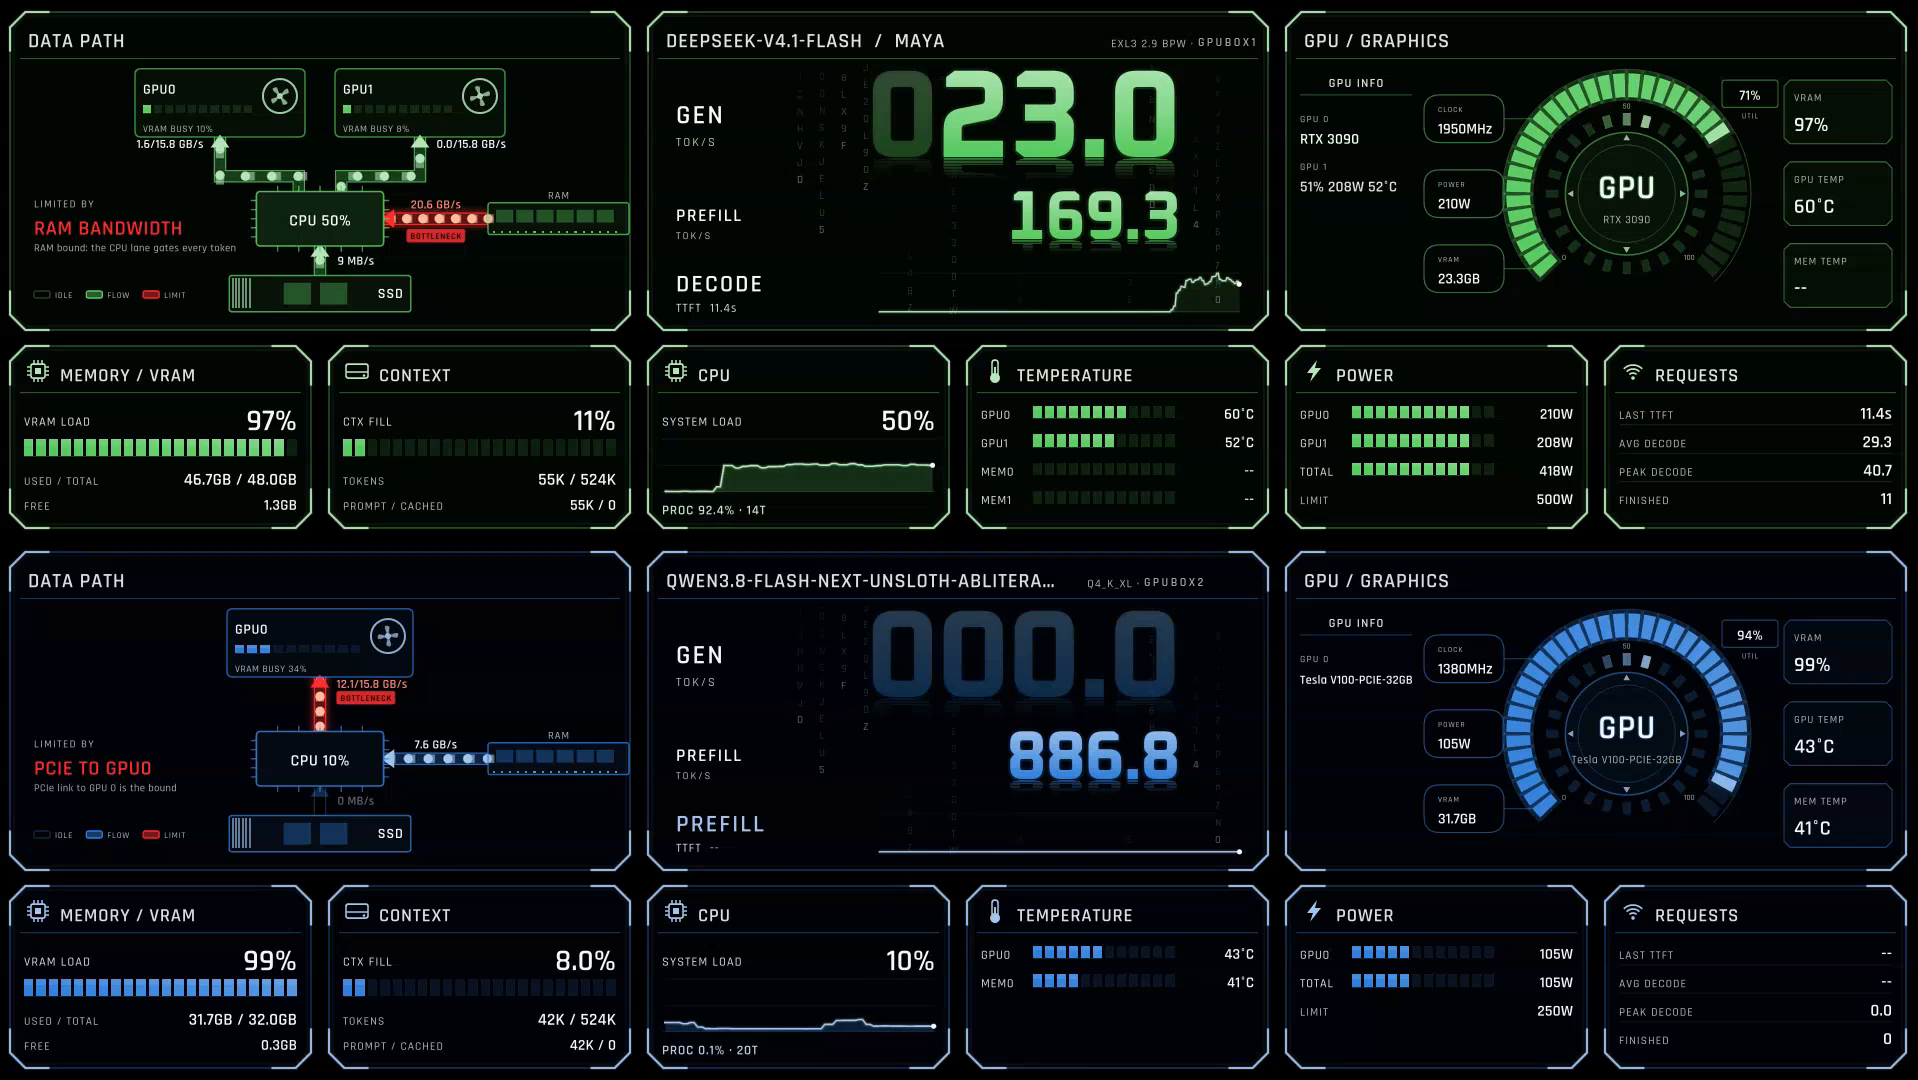 DATA PATH
GPU0
VRAM BUSY 10%
1.6/15.8 GB/s
GPU1
VRAM BUSY 8%
0.0/15.8 GB/s
LIMITED BY
RAM BANDWIDTH
RAM bound: the CPU lane gates every token
CPU 50%
20.6 GB/s
BOTTLENECK
RAM
9 MB/s
SSD
IDLE
FLOW
LIMIT
DEEPSEEK-V4.1-FLASH / MAYA
EXL3 2.9 BPW · GPUBOX1
GEN
TOK/S
023.0
PREFILL
TOK/S
169.3
DECODE
TTFT 11.4s
GPU / GRAPHICS
GPU INFO
GPU 0
RTX 3090
GPU 1
51% 208W 52°C
CLOCK
1950MHz
POWER
210W
VRAM
23.3GB
0
50
100
GPU
RTX 3090
71%
UTIL
VRAM
97%
GPU TEMP
60°C
MEM TEMP
--
MEMORY / VRAM
VRAM LOAD 97%
USED / TOTAL 46.7GB / 48.0GB
FREE 1.3GB
CONTEXT
CTX FILL 11%
TOKENS 55K / 524K
PROMPT / CACHED 55K / 0
CPU
SYSTEM LOAD 50%
PROC 92.4% · 14T
TEMPERATURE
GPU0 60°C
GPU1 52°C
MEM0 --
MEM1 --
POWER
GPU0 210W
GPU1 208W
TOTAL 418W
LIMIT 500W
REQUESTS
LAST TTFT 11.4s
AVG DECODE 29.3
PEAK DECODE 40.7
FINISHED 11
DATA PATH
GPU0
VRAM BUSY 34%
12.1/15.8 GB/s
BOTTLENECK
LIMITED BY
PCIE TO GPU0
PCIe link to GPU 0 is the bound
CPU 10%
7.6 GB/s
RAM
0 MB/s
SSD
IDLE
FLOW
LIMIT
QWEN3.8-FLASH-NEXT-UNSLOTH-ABLITERA...
Q4_K_XL · GPUBOX2
GEN
TOK/S
000.0
PREFILL
TOK/S
886.8
PREFILL
TTFT --
GPU / GRAPHICS
GPU INFO
GPU 0
Tesla V100-PCIE-32GB
CLOCK
1380MHz
POWER
105W
VRAM
31.7GB
0
50
100
GPU
Tesla V100-PCIE-32GB
94%
UTIL
VRAM
99%
GPU TEMP
43°C
MEM TEMP
41°C
MEMORY / VRAM
VRAM LOAD 99%
USED / TOTAL 31.7GB / 32.0GB
FREE 0.3GB
CONTEXT
CTX FILL 8.0%
TOKENS 42K / 524K
PROMPT / CACHED 42K / 0
CPU
SYSTEM LOAD 10%
PROC 0.1% · 20T
TEMPERATURE
GPU0 43°C
MEM0 41°C
POWER
GPU0 105W
TOTAL 105W
LIMIT 250W
REQUESTS
LAST TTFT --
AVG DECODE --
PEAK DECODE 0.0
FINISHED 0